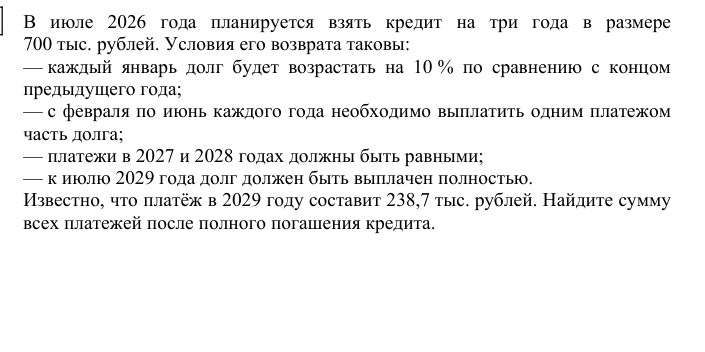 В июле 2026 года планируется взять кредит на три года в размере
700 тыс. рублей. Условия его возврата таковы:
— каждый январь долг будет возрастать на 10 % по сравнению с концом
предыдущего года;
— с февраля по июнь каждого года необходимо выплатить одним платежом
часть долга;
— платежи в 2027 и 2028 годах должны быть равными;
— к июлю 2029 года долг должен быть выплачен полностью.
Известно, что платёж в 2029 году составит 238,7 тыс. рублей. Найдите сумму
всех платежей после полного погашения кредита.